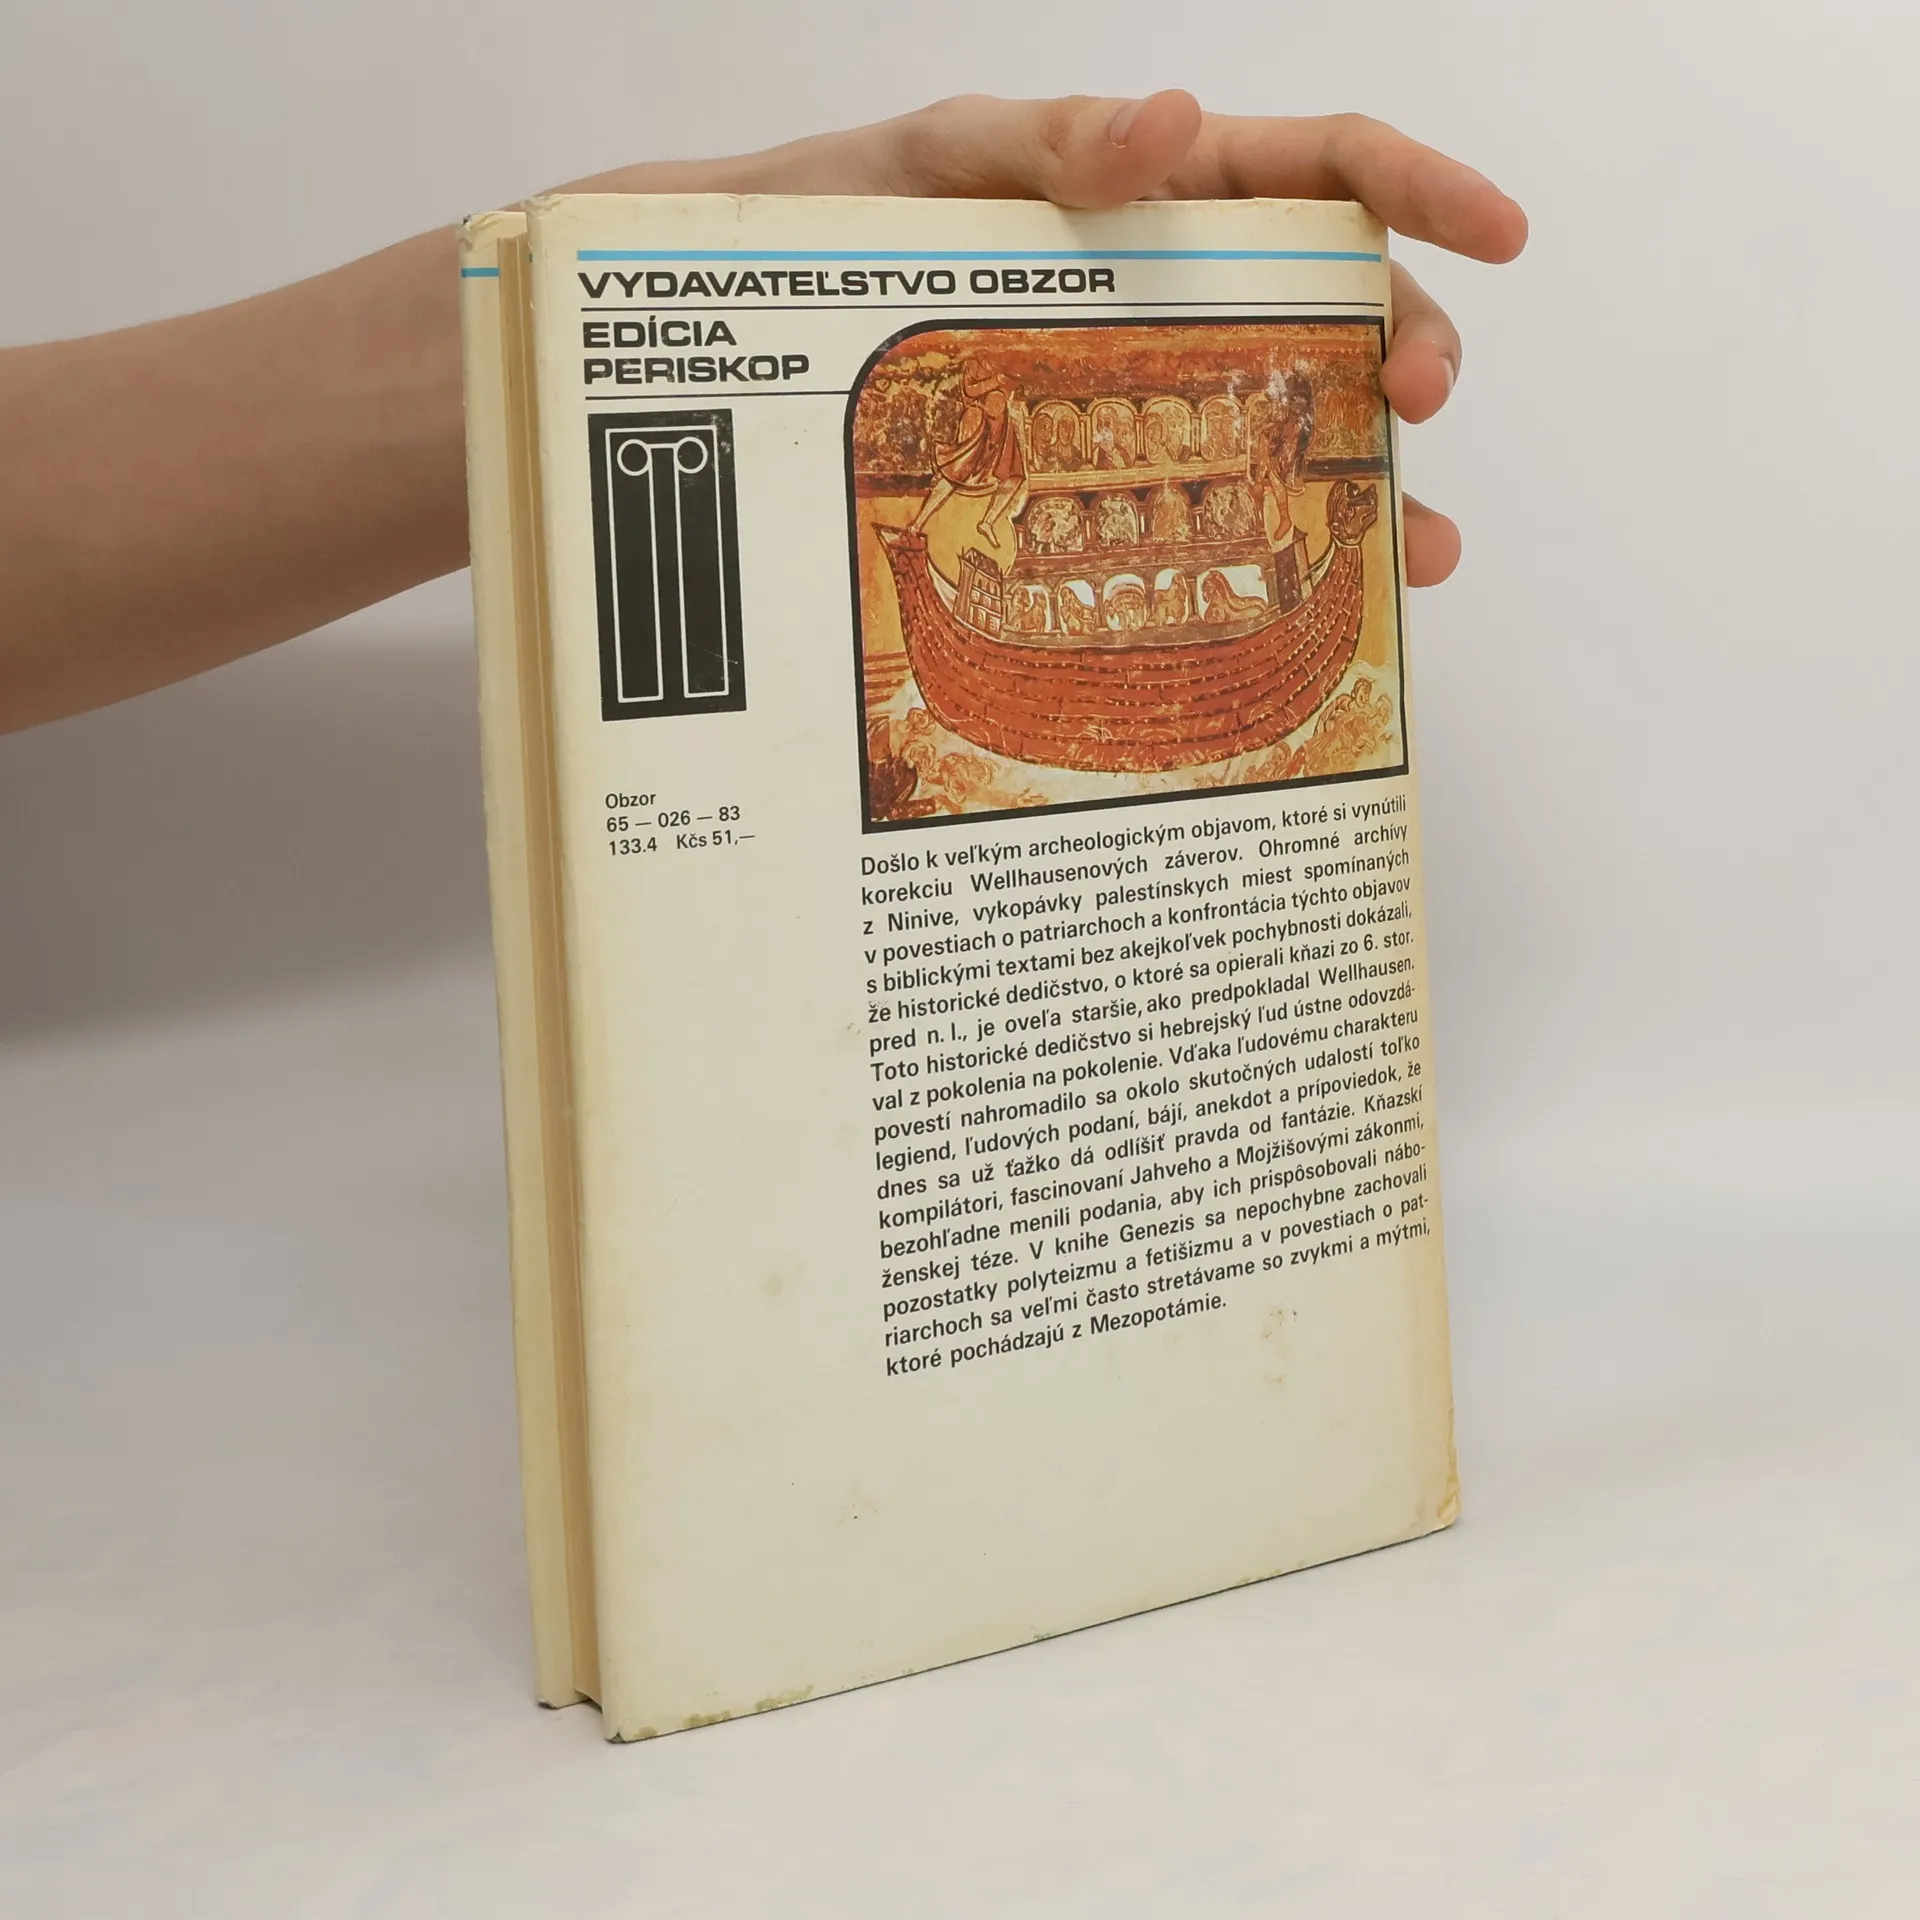 VYDAVATEĽSTVO OBZOR
EDÍCIA
PERISKOP
Obzor
65 — 026 — 83
133.4 Kčs 51,—
Došlo k veľkým archeologickým objavom, ktoré si vynútili
korekciu Wellhausenových záverov. Ohromné archívy
z Ninive, vykopávky palestínskych miest spomínaných
v povestiach o patriarchoch a konfrontácia týchto objavov
s biblickými textami bez akejkoľvek pochybnosti dokázali,
že historické dedičstvo, o ktoré sa opierali kňazi zo 6. stor.
pred n. l., je oveľa staršie, ako predpokladal Wellhausen.
Toto historické dedičstvo si hebrejský ľud ústne odovzdá-
val z pokolenia na pokolenie. Vďaka ľudovému charakteru
povestí nahromadilo sa okolo skutočných udalostí toľko
legiend, ľudových podaní, bájí, anekdot a prípoviedok, že
dnes sa už ťažko dá odlíšiť pravda od fantázie. Kňazskí
kompilátori, fascinovaní Jahveho a Mojžišovými zákonmi,
bezohľadne menili podania, aby ich prispôsobovali nábo-
ženskej téze. V knihe Genezis sa nepochybne zachovali
pozostatky polyteizmu a fetišizmu a v povestiach o pat-
riarchoch sa veľmi často stretávame so zvykmi a mýtmi,
ktoré pochádzajú z Mezopotámie.